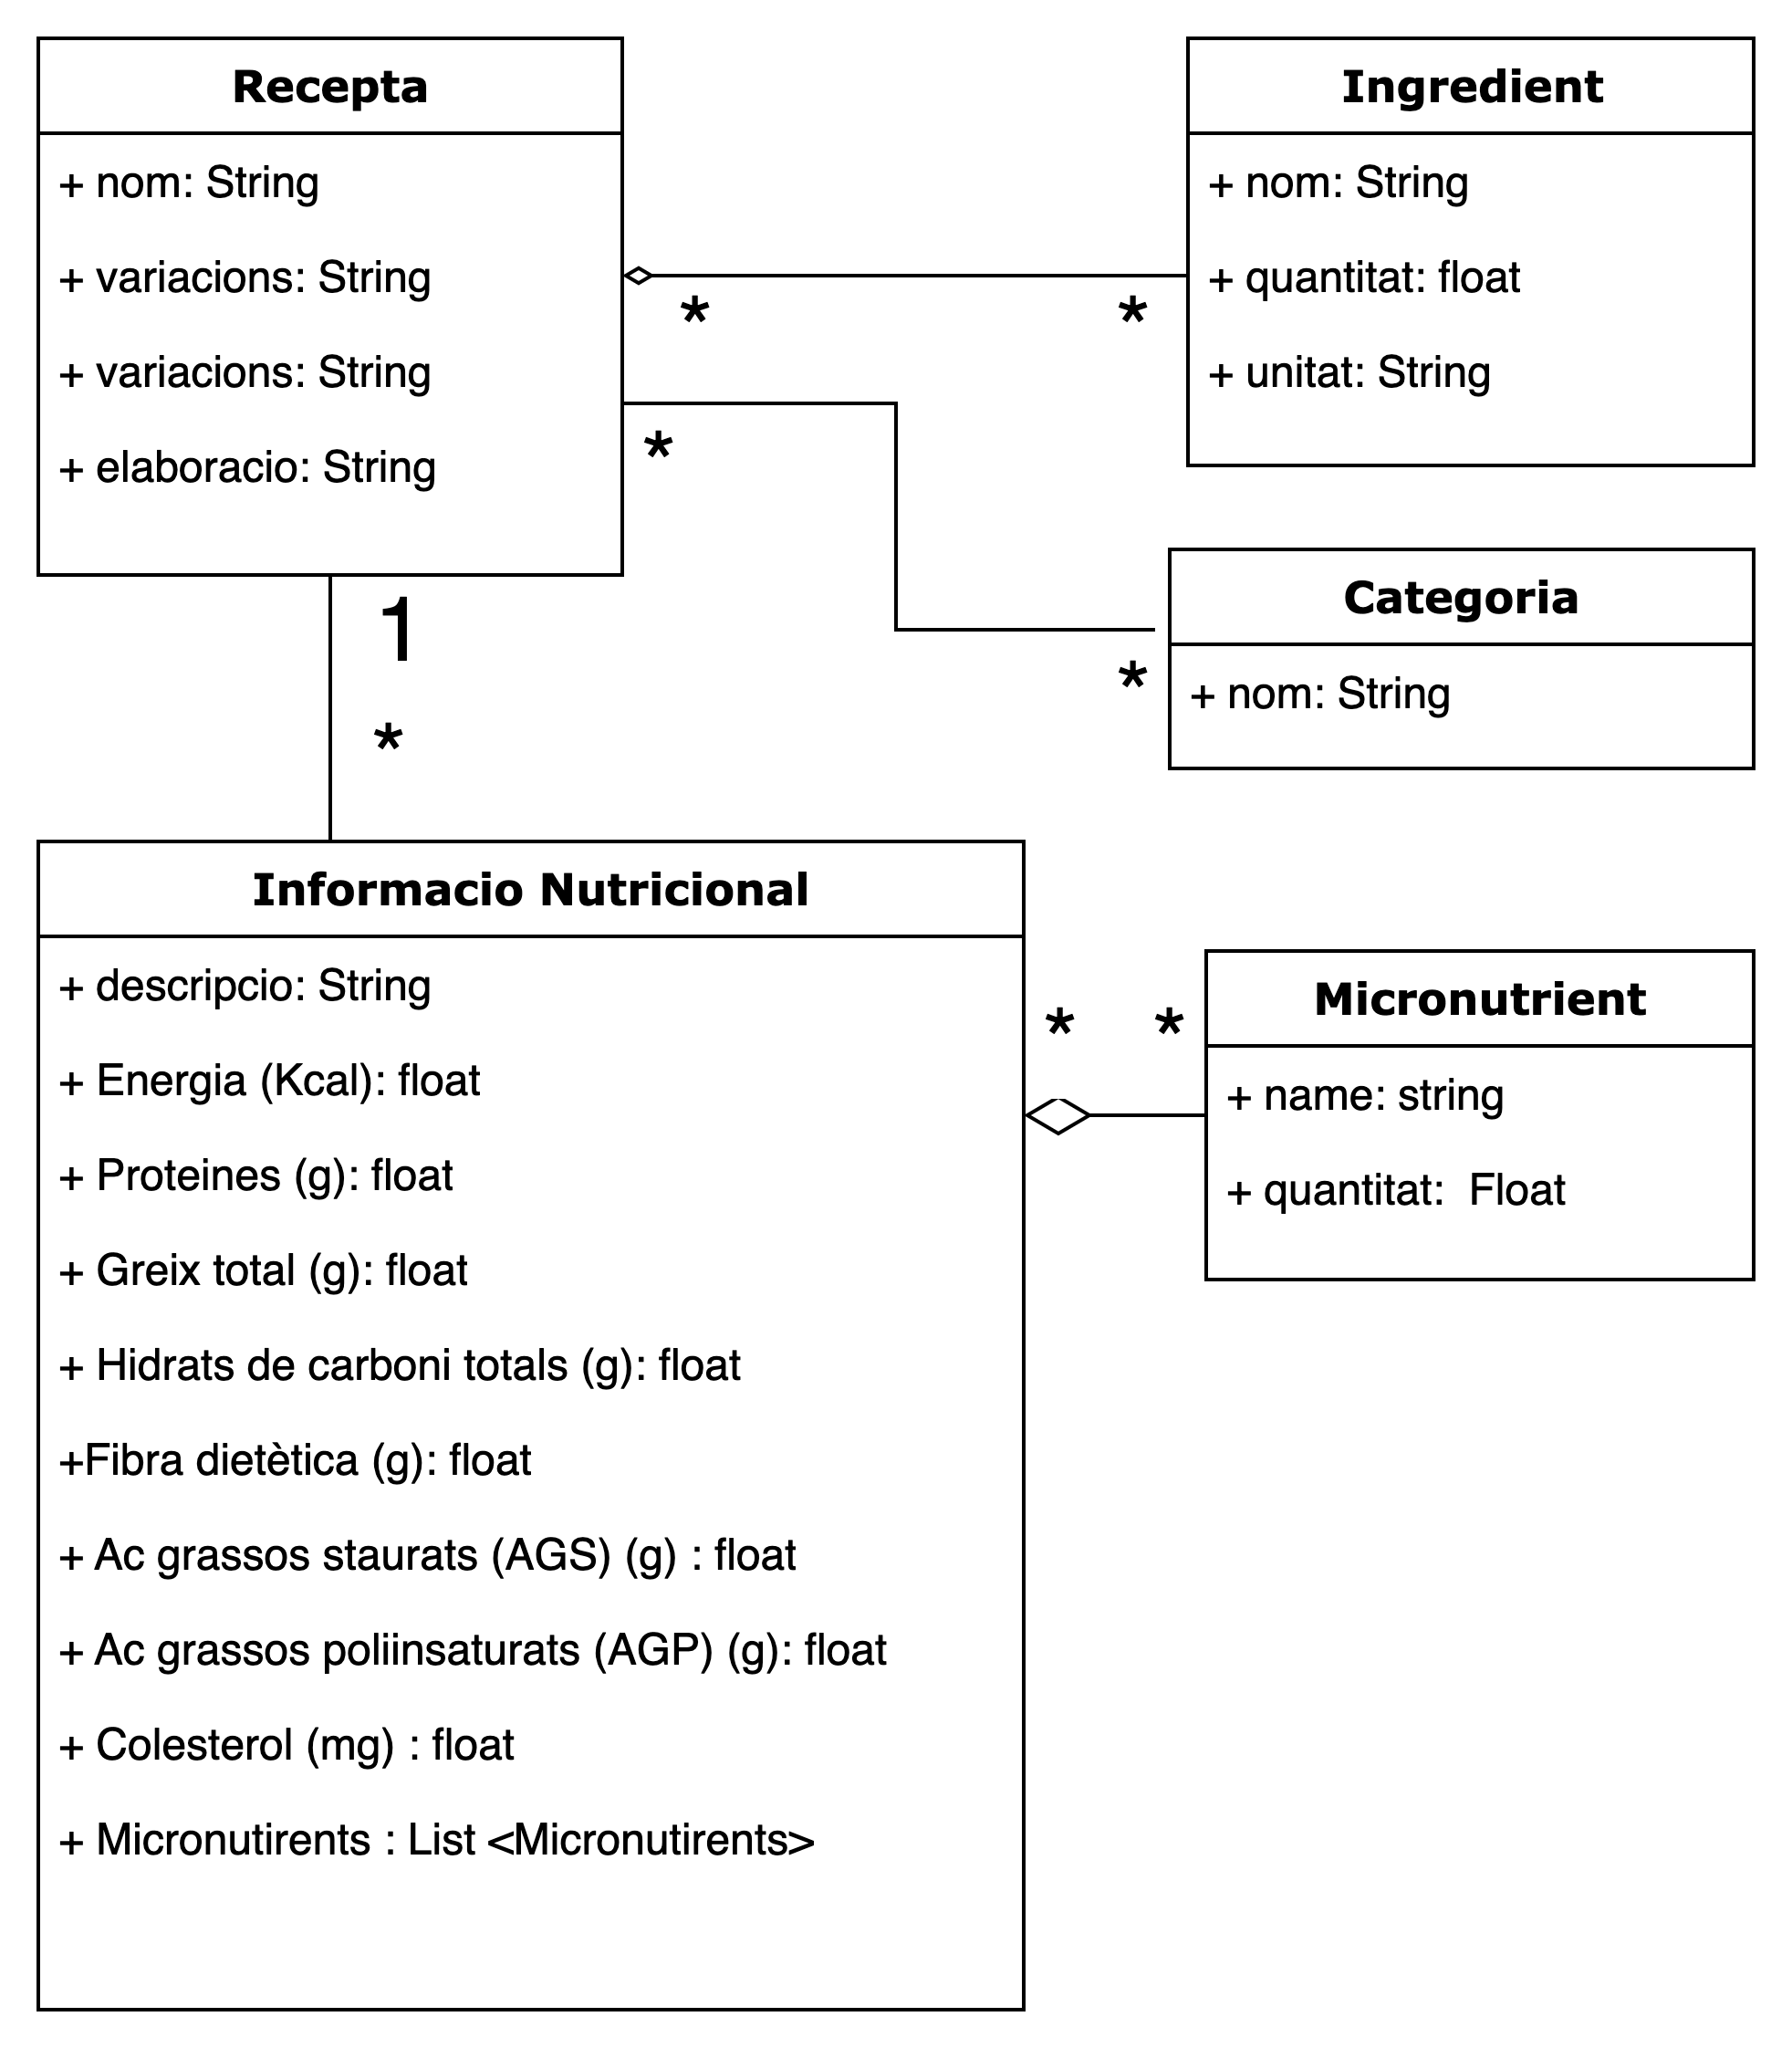 Recepta
+ nom: String
+ variacions: String
+ variacions: String
+ elaboracio: String
Ingredient
+ nom: String
+ quantitat: float
+ unitat: String
*
*
*
*
Categoria
+ nom: String
1
*
Informacio Nutricional
+ descripcio: String
+ Energia (Kcal): float
+ Proteines (g): float
+ Greix total (g): float
+ Hidrats de carboni totals (g): float
+Fibra dietètica (g): float
+ Ac grassos staurats (AGS) (g) : float
+ Ac grassos poliinsaturats (AGP) (g): float
+ Colesterol (mg) : float
+ Micronutirents : List <Micronutirents>
*
*
Micronutrient
+ name: string
+ quantitat:  Float